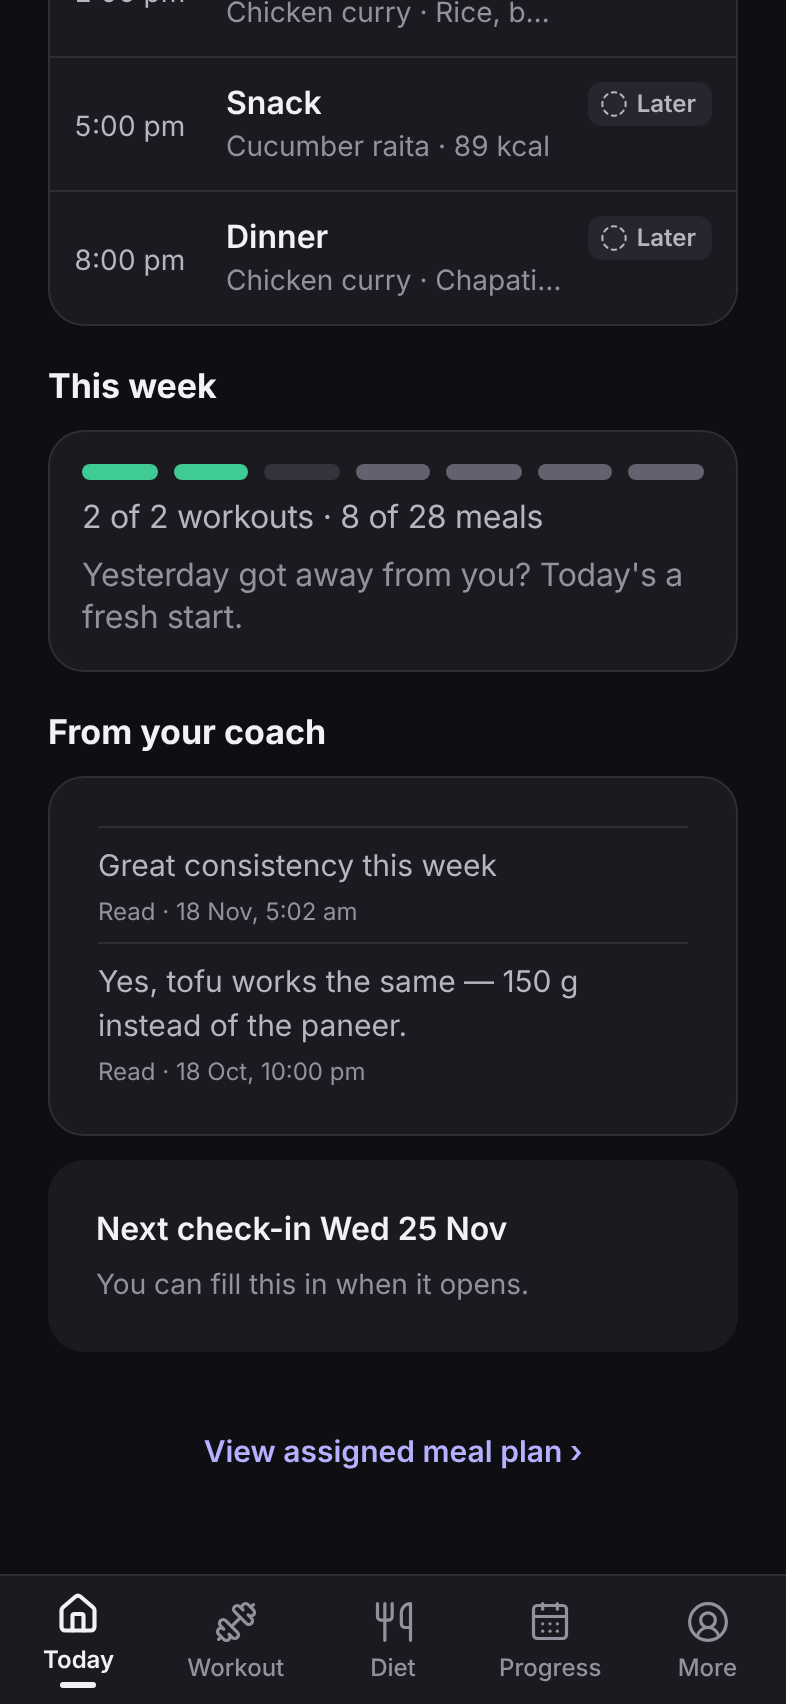 Chicken curry · Rice, b...
5:00 pm
Snack
Later
Cucumber raita · 89 kcal
8:00 pm
Dinner
Later
Chicken curry · Chapati...
This week
2 of 2 workouts · 8 of 28 meals
Yesterday got away from you? Today's a
fresh start.
From your coach
Great consistency this week
Read · 18 Nov, 5:02 am
Yes, tofu works the same — 150 g
instead of the paneer.
Read · 18 Oct, 10:00 pm
Next check-in Wed 25 Nov
You can fill this in when it opens.
View assigned meal plan ›
Today
Workout
Diet
Progress
More